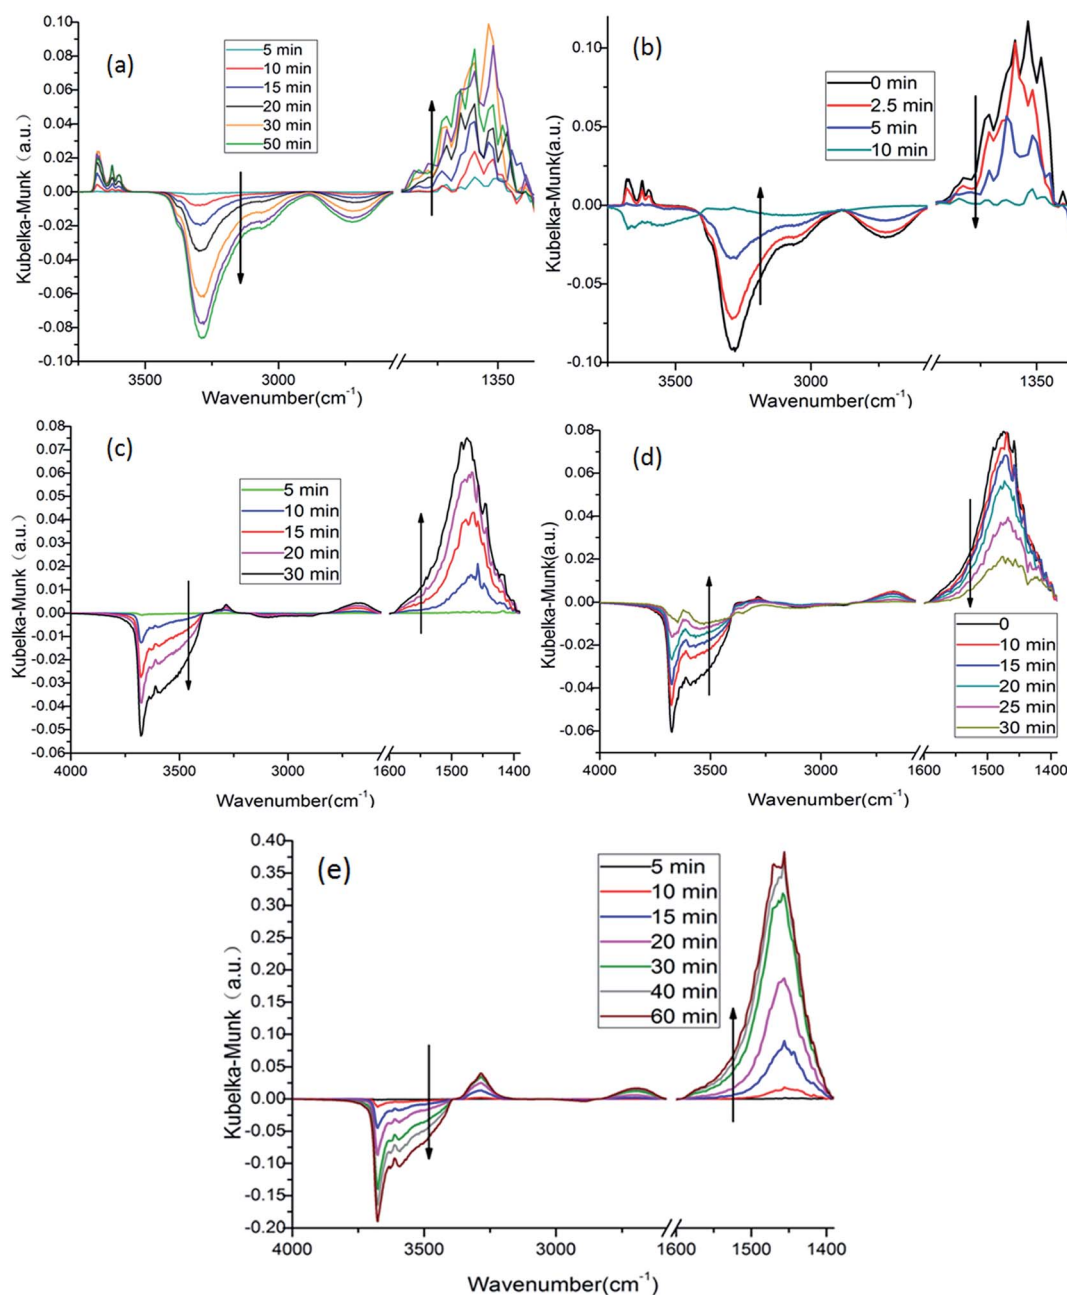 (a)
Kubelka-Munk (a.u.)
0.10
0.08
0.06
0.04
0.02
0.00
-0.02
-0.04
-0.06
-0.08
-0.10
5 min
10 min
15 min
20 min
30 min
50 min
3500 3000 1350
Wavenumber(cm⁻¹)
(b)
Kubelka-Munk(a.u.)
0.10
0.05
0.00
-0.05
-0.10
0 min
2.5 min
5 min
10 min
3500 3000 1350
Wavenumber(cm⁻¹)
(c)
Kubelka-Munk (a.u.)
0.08
0.07
0.06
0.05
0.04
0.03
0.02
0.01
0.00
-0.01
-0.02
-0.03
-0.04
-0.05
-0.06
5 min
10 min
15 min
20 min
30 min
4000 3500 3000 1600 1500 1400
Wavenumber(cm⁻¹)
(d)
Kubelka-Munk(a.u.)
0.08
0.06
0.04
0.02
0.00
-0.02
-0.04
-0.06
0
10 min
15 min
20 min
25 min
30 min
4000 3500 3000 1600 1500 1400
Wavenumber(cm⁻¹)
(e)
Kubelka-Munk (a.u.)
0.40
0.35
0.30
0.25
0.20
0.15
0.10
0.05
0.00
-0.05
-0.10
-0.15
-0.20
5 min
10 min
15 min
20 min
30 min
40 min
60 min
4000 3500 3000 1600 1500 1400
Wavenumber(cm⁻¹)